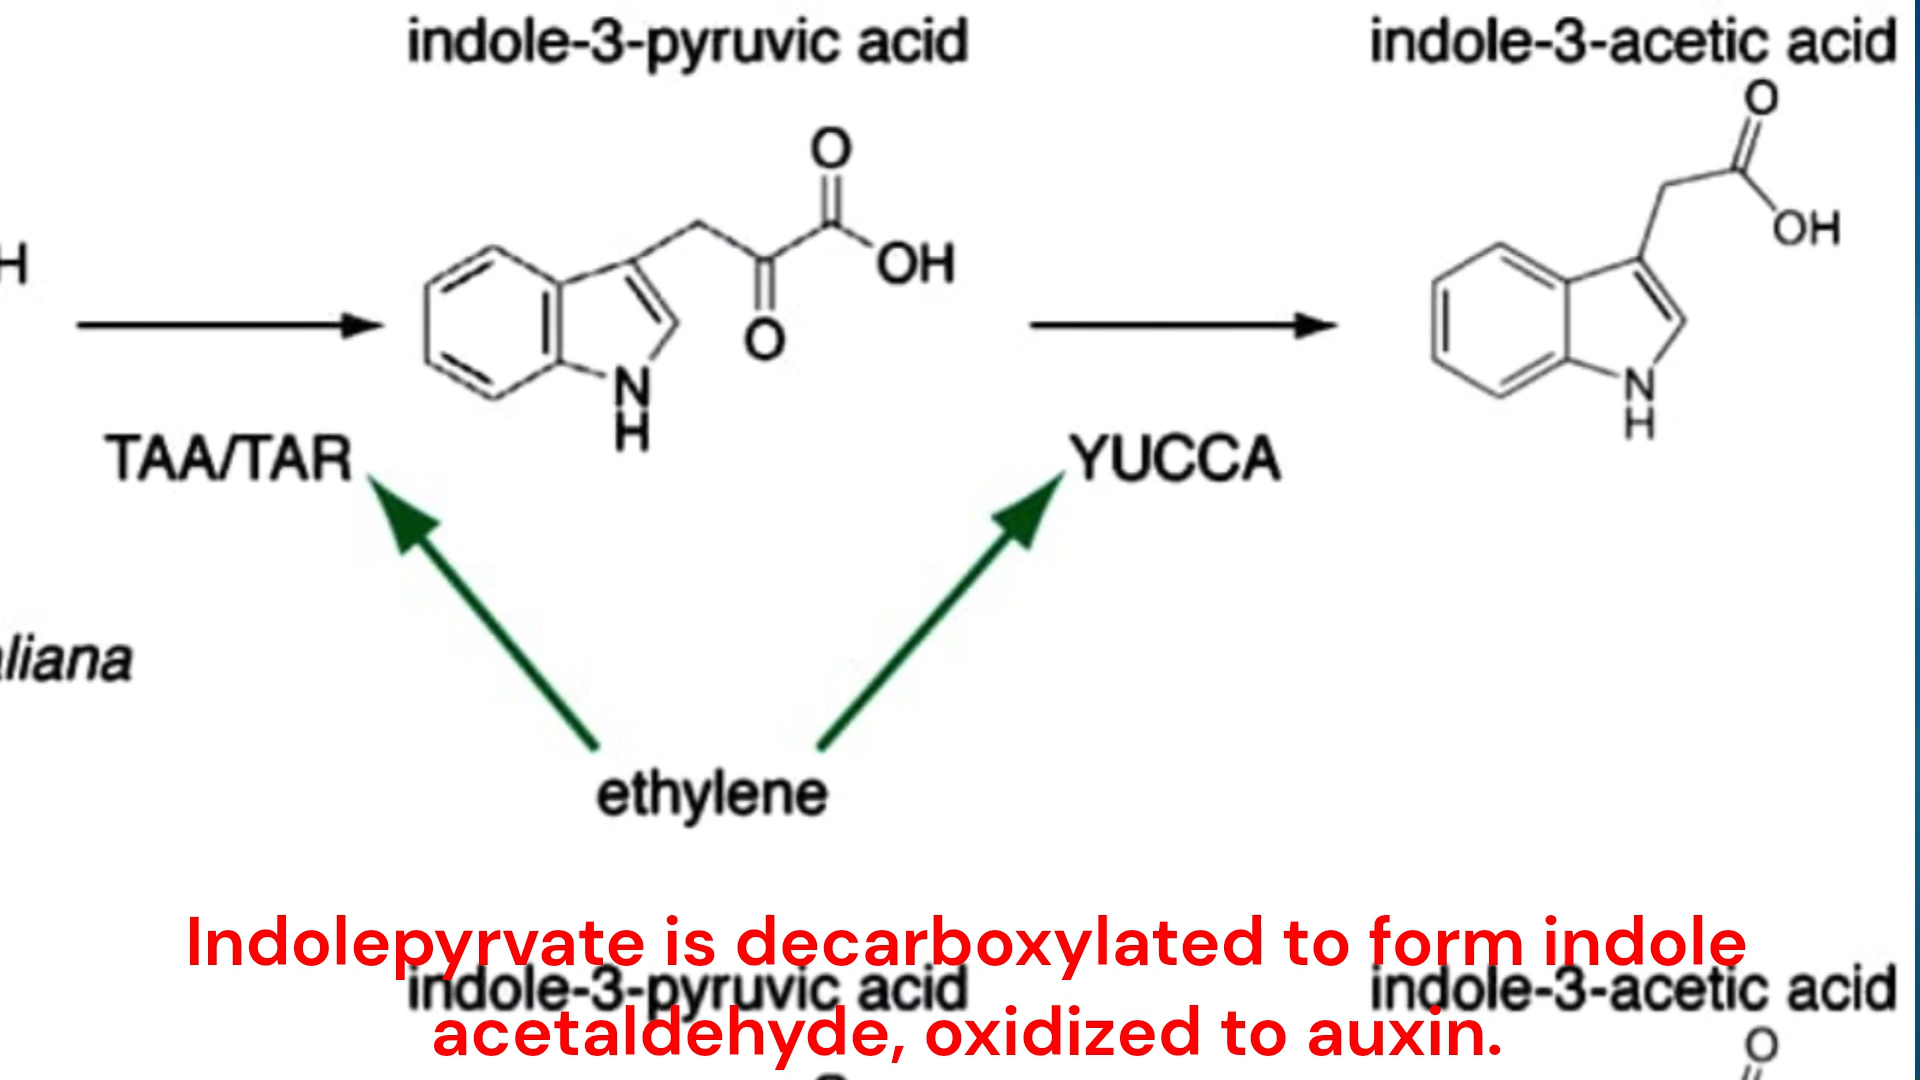 indole-3-pyruvic acid
indole-3-acetic acid
O
OH
O
N
H
O
OH
N
H
H
TAA/TAR
YUCCA
aliana
ethylene
Indolepyrvate is decarboxylated to form indole
acetaldehyde, oxidized to auxin.
indole-3-pyruvic acid
indole-3-acetic acid
O